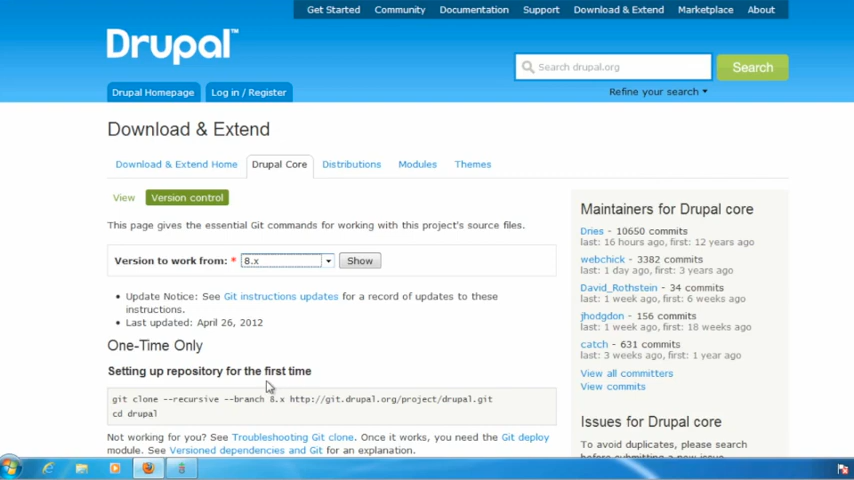 Get Started Community Documentation Support Download & Extend Marketplace About
Drupal™
Search drupal.org Search
Drupal Homepage Log in / Register Refine your search
Download & Extend
Download & Extend Home Drupal Core Distributions Modules Themes
View Version control
This page gives the essential Git commands for working with this project's source files.
Version to work from: * 8.x Show
• Update Notice: See Git instructions updates for a record of updates to these
instructions.
• Last updated: April 26, 2012
One-Time Only
Setting up repository for the first time
git clone --recursive --branch 8.x http://git.drupal.org/project/drupal.git
cd drupal
Not working for you? See Troubleshooting Git clone. Once it works, you need the Git deploy
module. See Versioned dependencies and Git for an explanation.
Maintainers for Drupal core
Dries - 10650 commits
last: 16 hours ago, first: 12 years ago
webchick - 3382 commits
last: 1 day ago, first: 3 years ago
David_Rothstein - 34 commits
last: 1 week ago, first: 6 weeks ago
jhodgdon - 156 commits
last: 1 week ago, first: 18 weeks ago
catch - 631 commits
last: 3 weeks ago, first: 1 year ago
View all committers
View commits
Issues for Drupal core
To avoid duplicates, please search
before submitting a new issue.